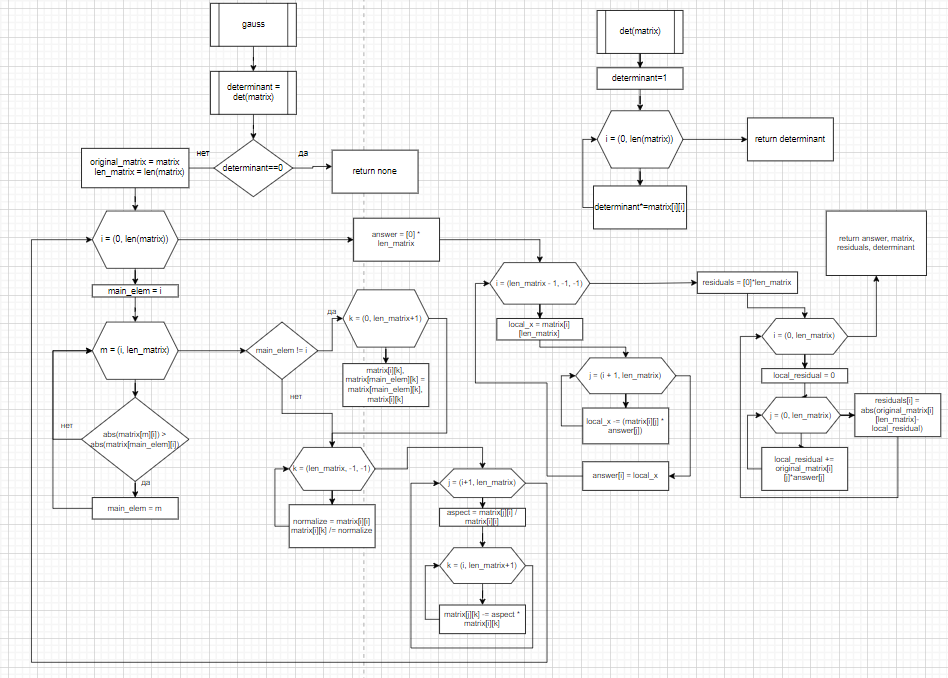 gauss
determinant =
det(matrix)
нет
да
determinant==0
original_matrix = matrix
len_matrix = len(matrix)
return none
i = (0, len(matrix))
main_elem = i
m = (i, len_matrix)
abs(matrix[m][i]) >
abs(matrix[main_elem][i])
нет
да
main_elem = m
main_elem != i
да
нет
k = (0, len_matrix+1)
matrix[i][k],
matrix[main_elem][k] =
matrix[main_elem][k],
matrix[i][k]
k = (len_matrix, -1, -1)
normalize = matrix[i][i]
matrix[i][k] /= normalize
j = (i+1, len_matrix)
aspect = matrix[j][i] /
matrix[i][i]
k = (i, len_matrix+1)
matrix[j][k] -= aspect *
matrix[i][k]
answer = [0] *
len_matrix
i = (len_matrix - 1, -1, -1)
local_x = matrix[i]
[len_matrix]
j = (i + 1, len_matrix)
local_x -= (matrix[i][j] *
answer[j])
answer[i] = local_x
residuals = [0]*len_matrix
i = (0, len_matrix)
local_residual = 0
j = (0, len_matrix)
local_residual +=
original_matrix[i]
[j]*answer[j]
residuals[i] =
abs(original_matrix[i]
[len_matrix]-
local_residual)
return answer, matrix,
residuals, determinant
det(matrix)
determinant=1
i = (0, len(matrix))
return determinant
determinant*=matrix[i][i]